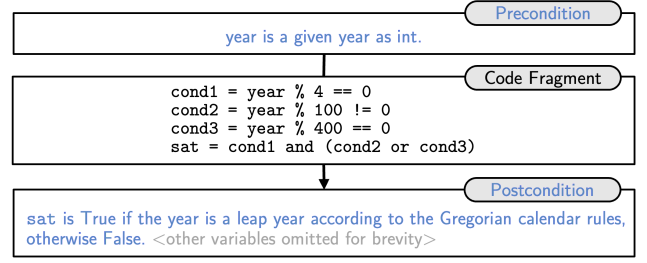 Precondition
year is a given year as int.
Code Fragment
cond1 = year % 4 == 0
cond2 = year % 100 != 0
cond3 = year % 400 == 0
sat = cond1 and (cond2 or cond3)
Postcondition
sat is True if the year is a leap year according to the Gregorian calendar rules,
otherwise False. <other variables omitted for brevity>